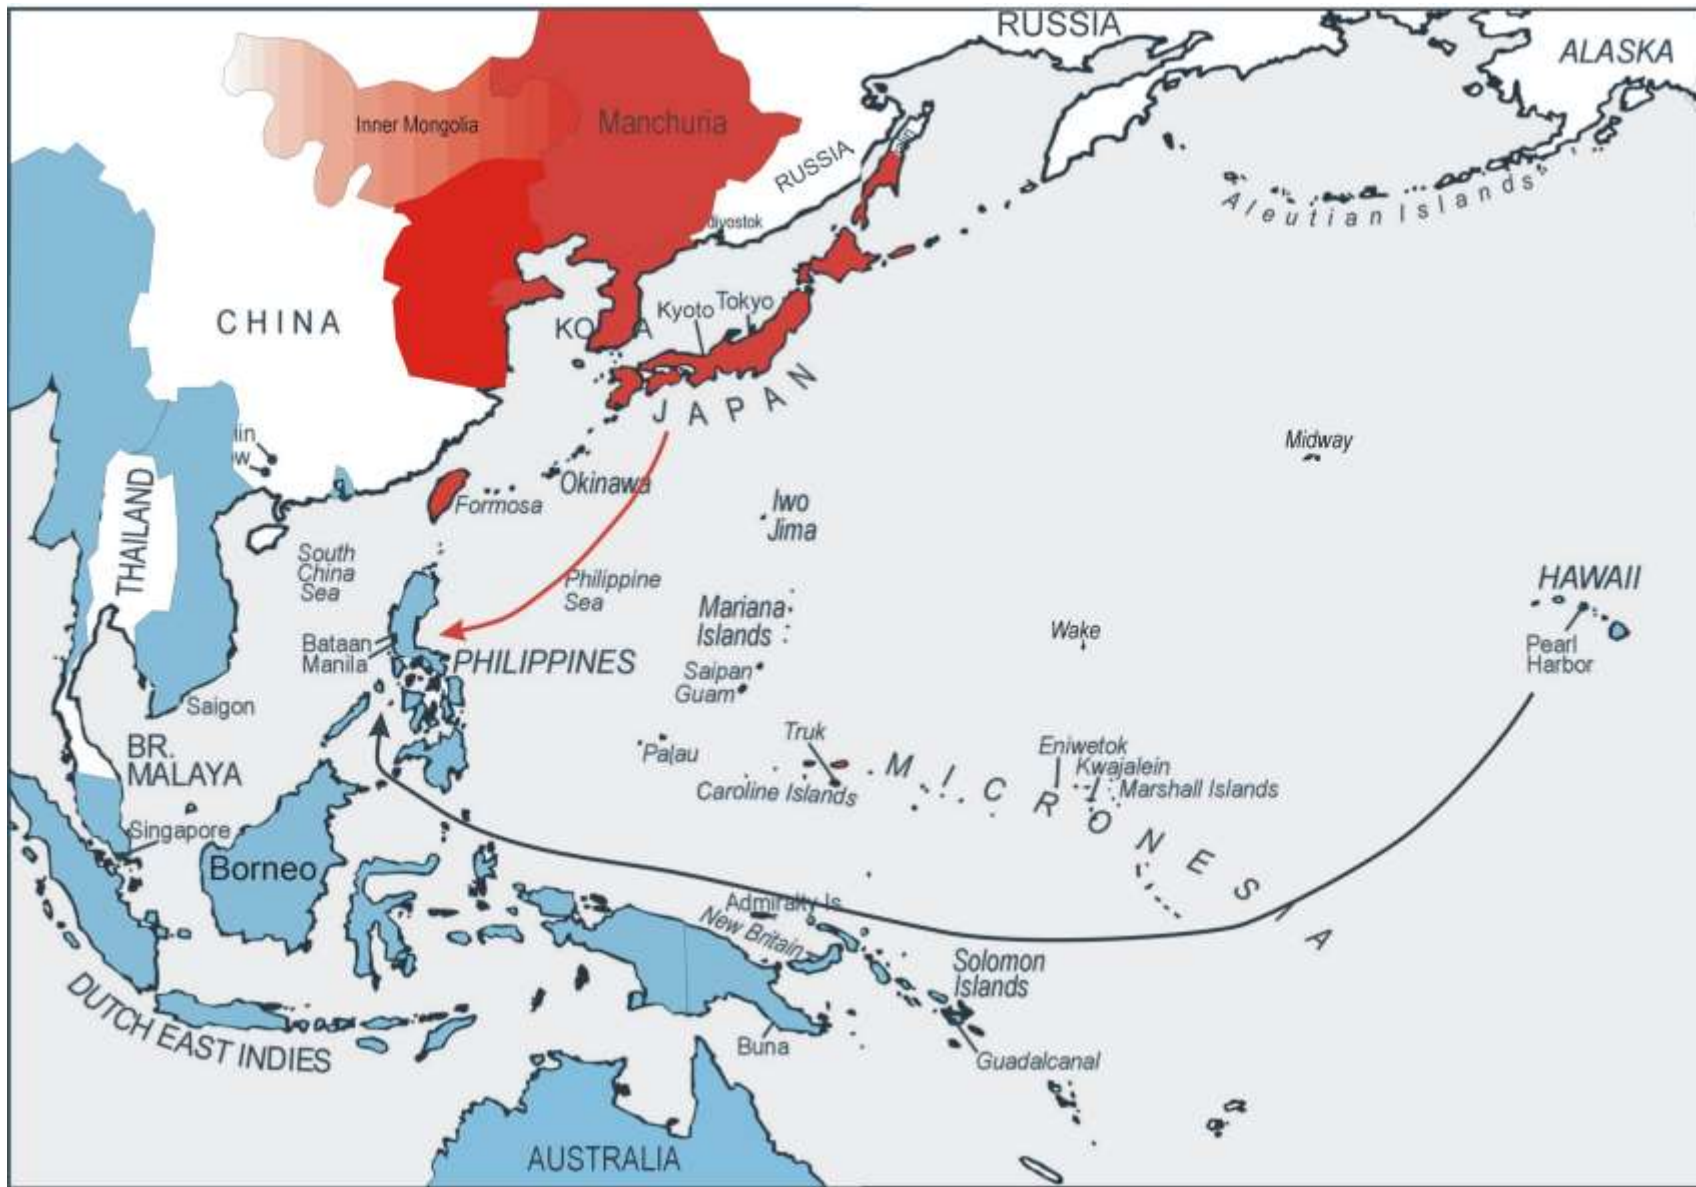 RUSSIA
ALASKA
Inner Mongolia
Manchuria
RUSSIA
Aleutian Islands
diyostok
CHINA
Kyoto
Tokyo
JAPAN
Midway
THAILAND
Okinawa
Formosa
Iwo
Jima
South
China
Sea
Philippine
Sea
HAWAII
Mariana
Islands
Wake
Bataan
Manila
PHILIPPINES
Pearl
Harbor
Saipan
Guam
Saigon
Truk
Palau
BR.
MALAYA
Eniwetok
Kwajalein
Marshall Islands
Caroline Islands
MICRONESIA
Singapore
Borneo
Admiralty Is
New Britain
Solomon
Islands
DUTCH EAST INDIES
Buna
Guadalcanal
AUSTRALIA